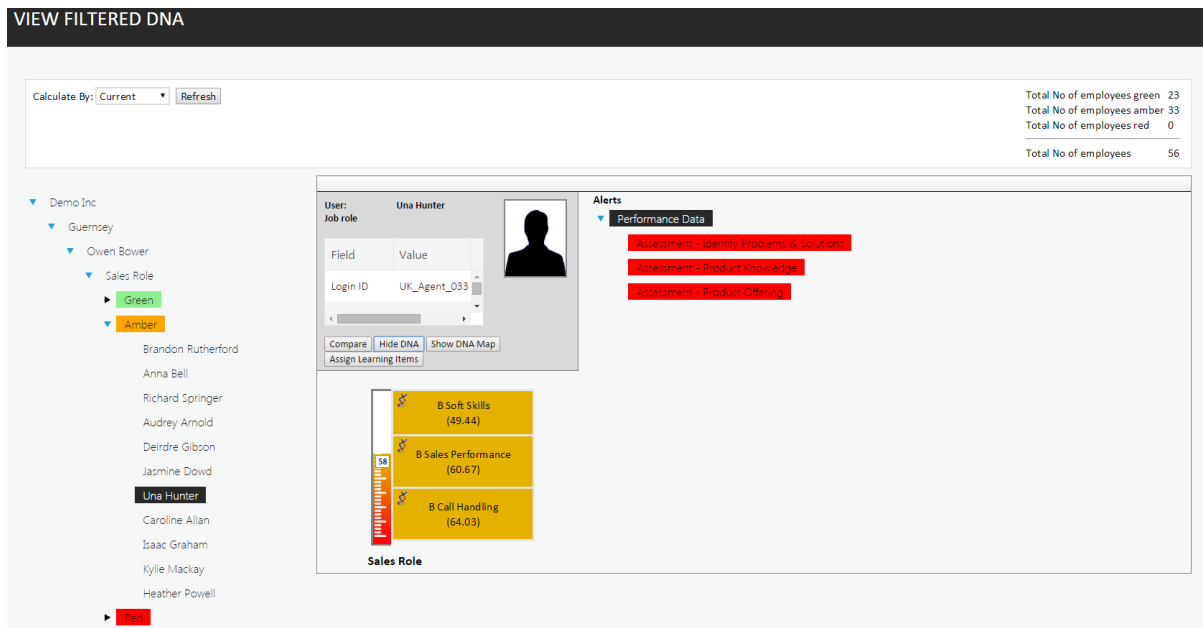 VIEW FILTERED DNA
Calculate By: Current Refresh
Total No of employees green 23
Total No of employees amber 33
Total No of employees red 0
Total No of employees 56
Demo Inc
Guernsey
Owen Bower
Sales Role
Green
Amber
Brandon Rutherford
Anna Bell
Richard Springer
Audrey Arnold
Deirdre Gibson
Jasmine Dowd
Una Hunter
Caroline Allan
Isaac Graham
Kylie Mackay
Heather Powell
Red
User: Una Hunter
Job role
Field Value
Login ID UK_Agent_033
Compare Hide DNA Show DNA Map
Assign Learning Items
Alerts
Performance Data
Assessment - Identify Problems & Solutions
Assessment - Product Knowledge
Assessment - Product Offering
58
B Soft Skills
(49.44)
B Sales Performance
(60.67)
B Call Handling
(64.03)
Sales Role